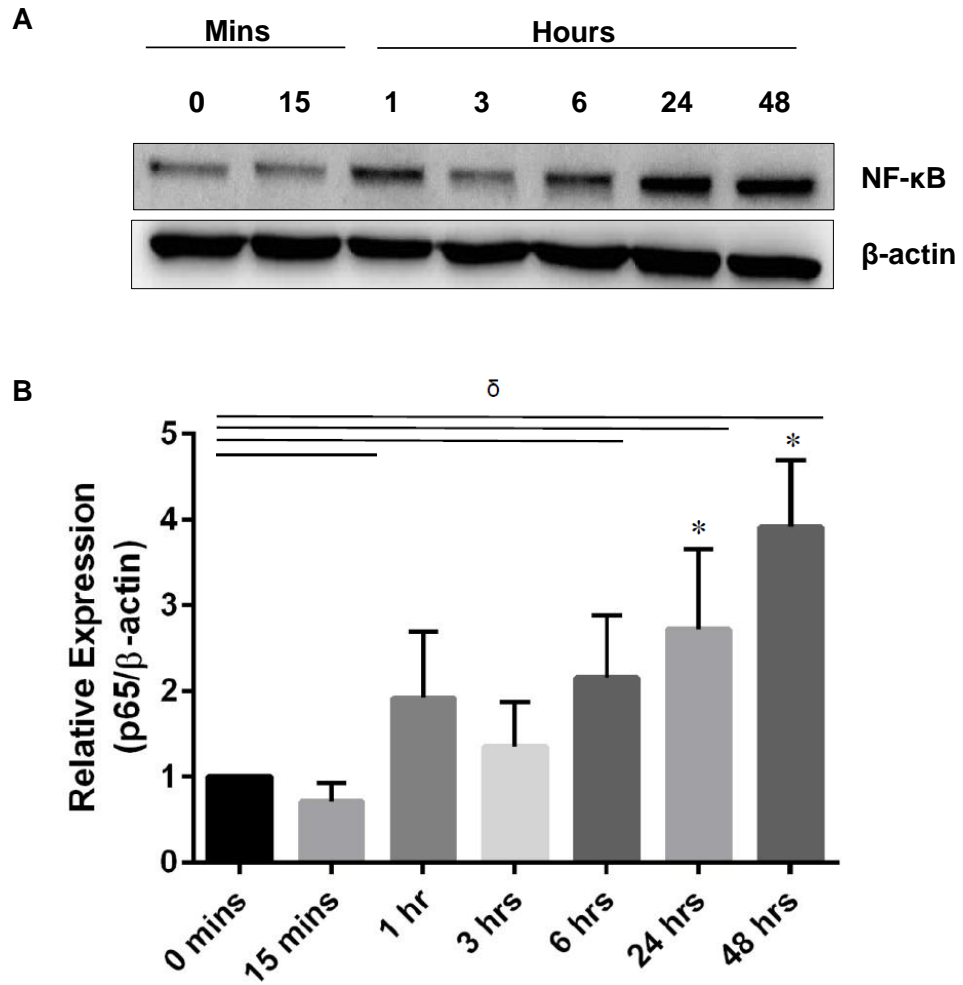 A
Mins Hours
0 15 1 3 6 24 48
NF-κB
β-actin
B
δ
5
4
3
2
1
0
* *
Relative Expression
(p65/β-actin)
0 mins 15 mins 1 hr 3 hrs 6 hrs 24 hrs 48 hrs